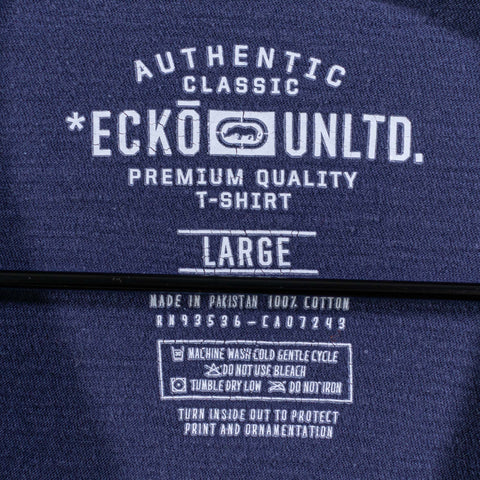 AUTHENTIC
CLASSIC
*ECKŌ UNLTD.
PREMIUM QUALITY
T-SHIRT
LARGE
MADE IN PAKISTAN 100% COTTON
RN93536-CA07243
MACHINE WASH COLD GENTLE CYCLE
DO NOT USE BLEACH
TUMBLE DRY LOW DO NOT IRON
TURN INSIDE OUT TO PROTECT
PRINT AND ORNAMENTATION